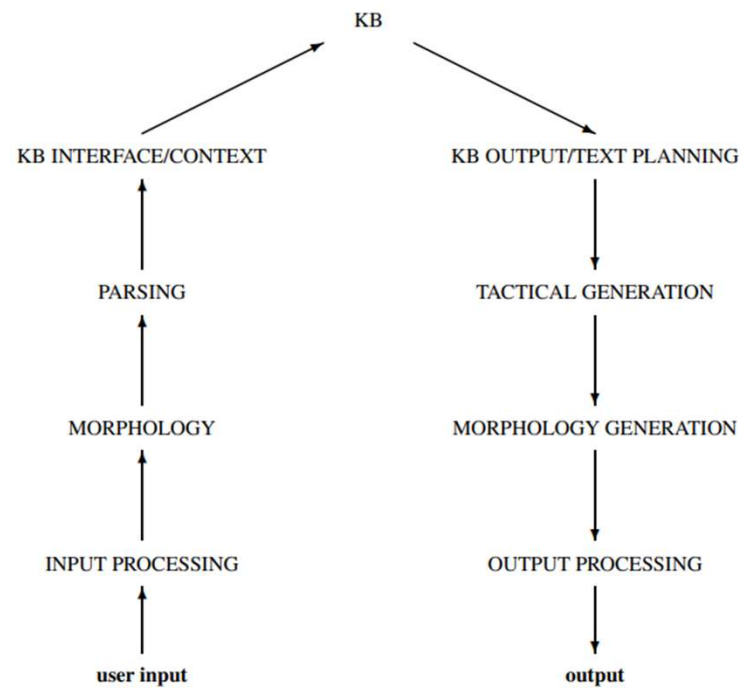 KB
KB INTERFACE/CONTEXT
KB OUTPUT/TEXT PLANNING
PARSING
TACTICAL GENERATION
MORPHOLOGY
MORPHOLOGY GENERATION
INPUT PROCESSING
OUTPUT PROCESSING
user input
output